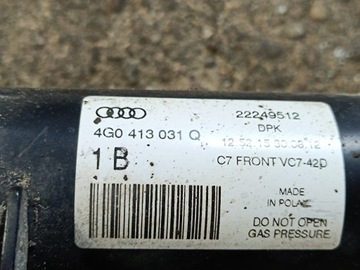 22249512
4G0 413 031 Q
DPK
1B
C7 FRONT VC7-42D
MADE
IN POLAND
DO NOT OPEN
GAS PRESSURE